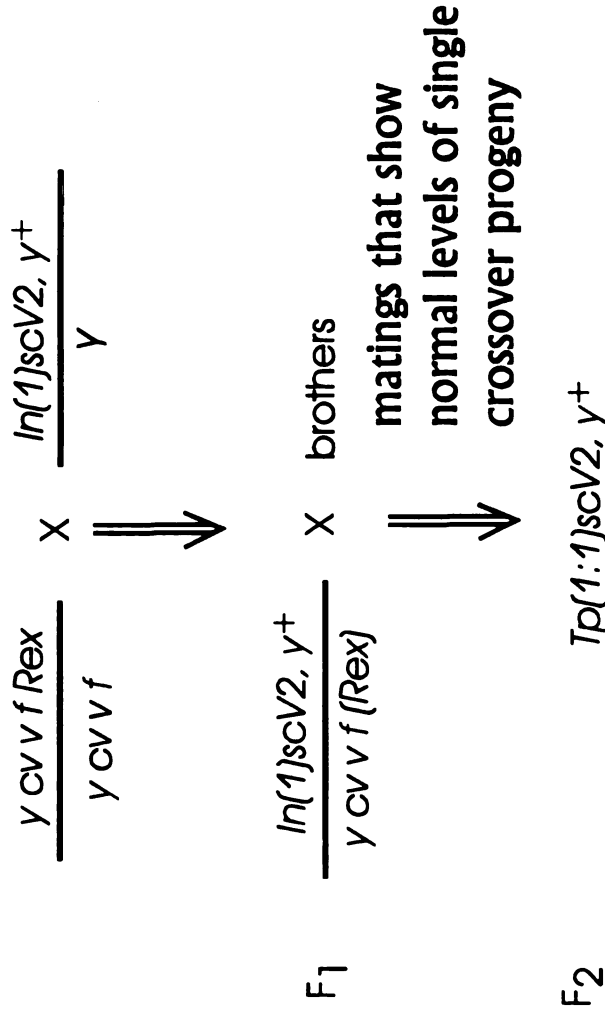 y cv v f Rex
y cv v f
X
In(1)scV2, y+
Y
F1
In(1)scV2, y+
y cv v f (Rex)
X brothers
matings that show
normal levels of single
crossover progeny
F2
Tp(1:1)scV2, y+